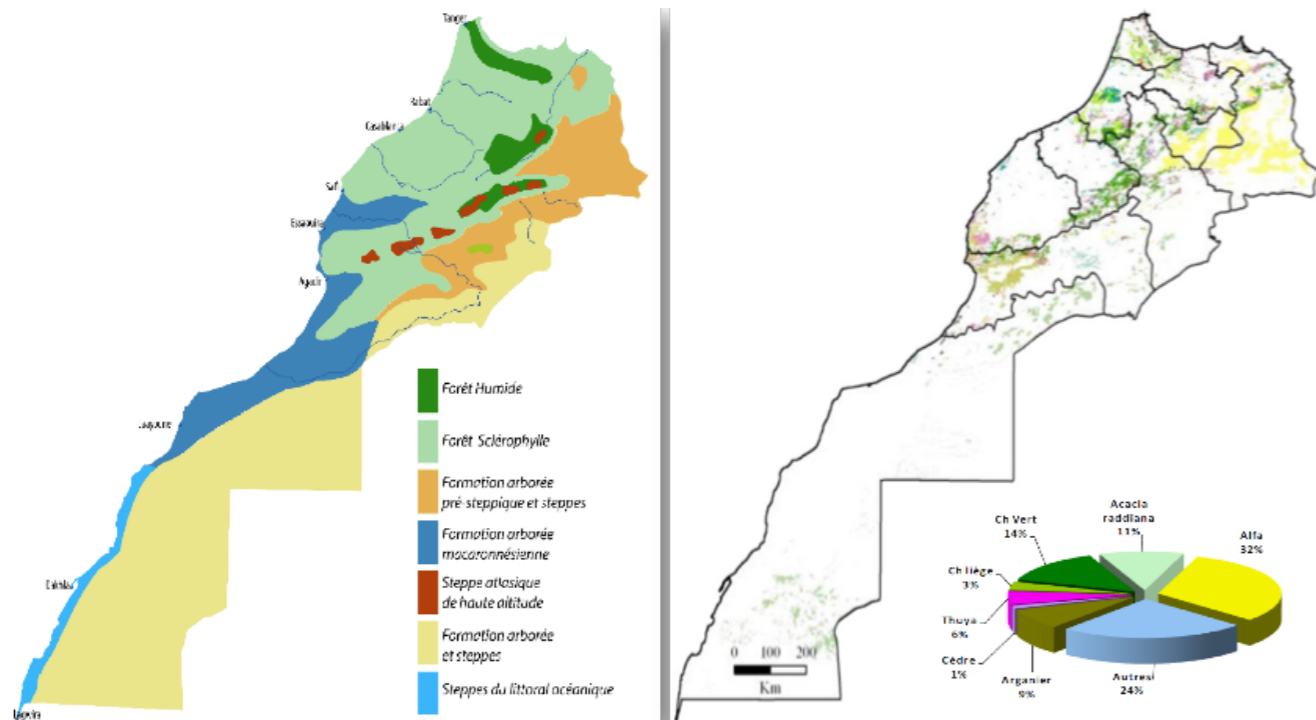 Tanger
Rabat
Casablanca
Safi
Essaouira
Agadir
Laayoune
Dakhla
Lagwira
Forêt Humide
Forêt Sclérophylle
Formation arborée
pré-steppique et steppes
Formation arborée
macaronnésienne
Steppe atlasique
de haute altitude
Formation arborée
et steppes
Steppes du littoral océanique
0 100 200
Km
Acacia
raddiana
11%
Alfa
32%
Ch Vert
14%
Ch liège
3%
Thuya
6%
Cèdre
1%
Arganier
9%
Autres
24%